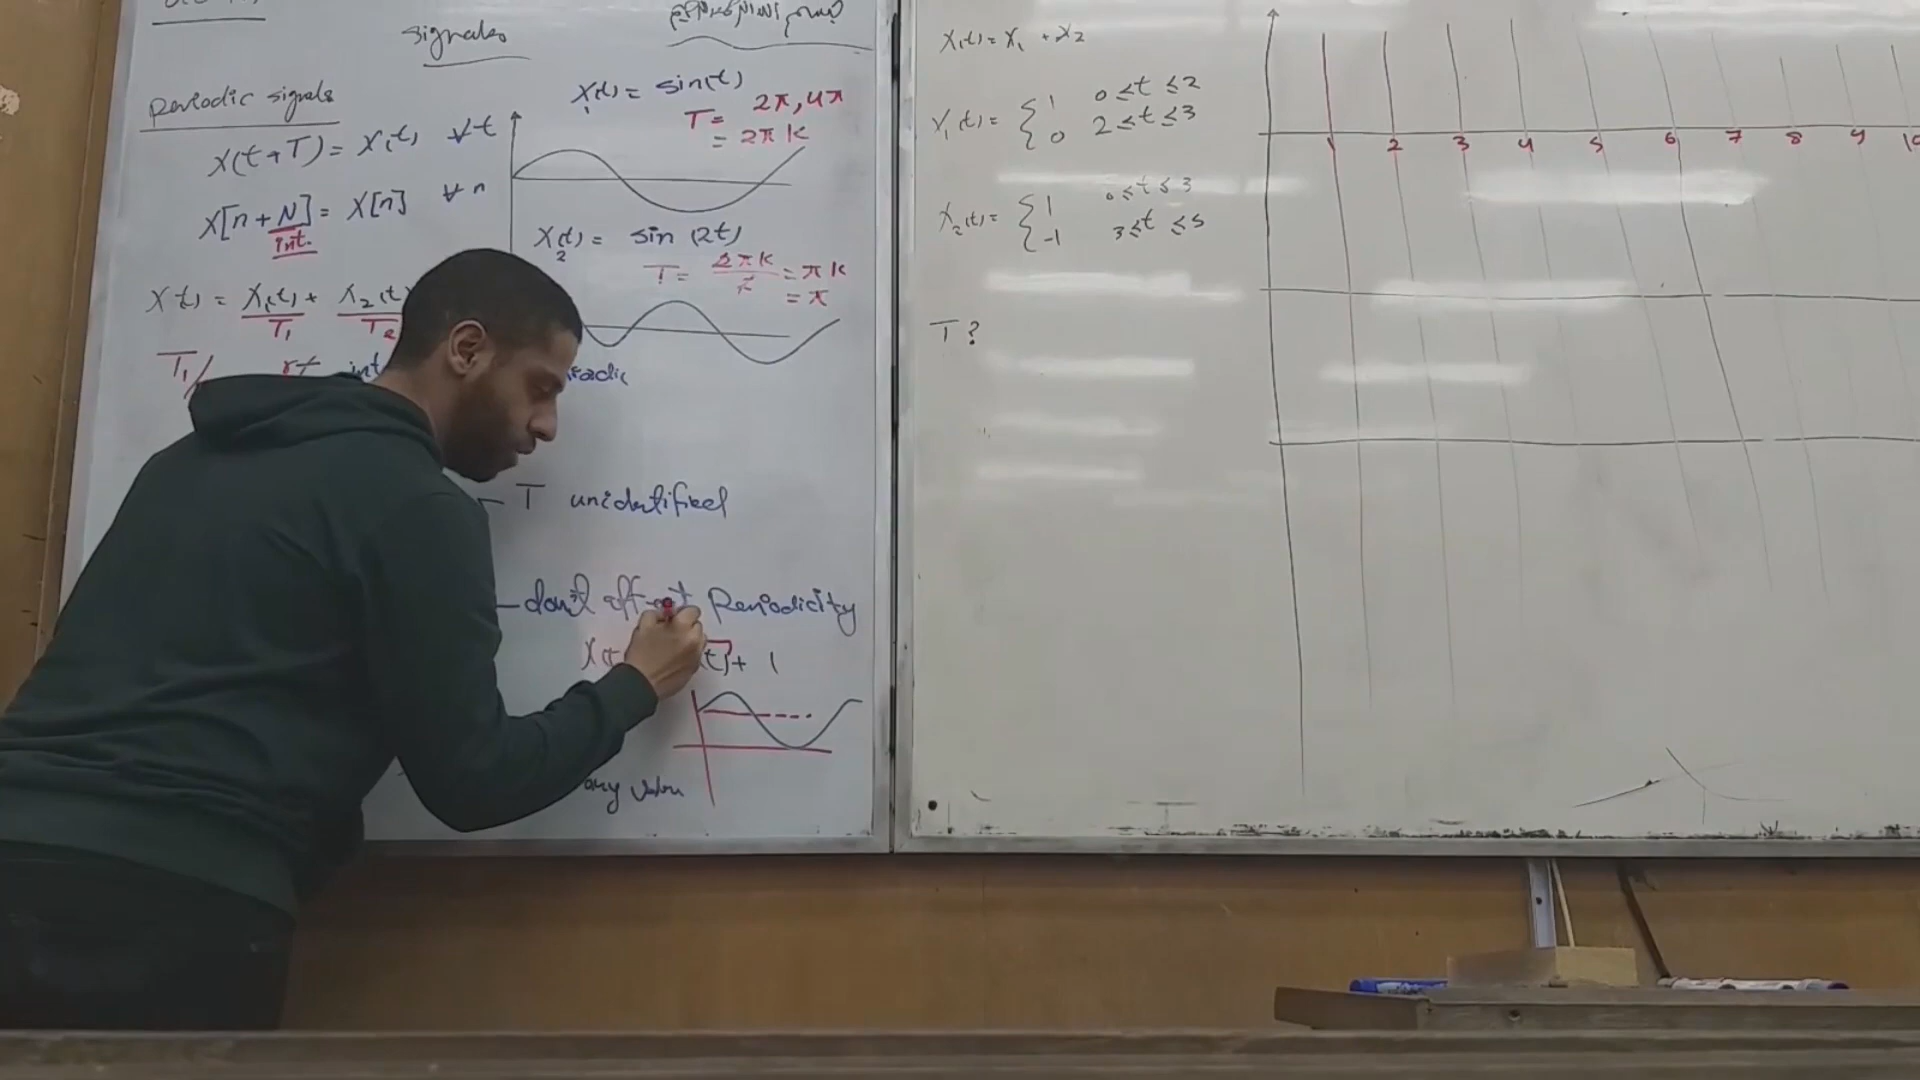 signals
Periodic signals
x(t+T) = x(t) ∀t
x[n+N] = x[n] ∀n
int.
x(t) = x₁(t) + x₂(t)
T₁ T₂
T₁/
int
x₁(t) = sin(t)
T = 2π, 4π
= 2πk
x₂(t) = sin(2t)
T = 2πk/2 = πk
= π
- T unidentified
- don't affect Periodicity
x(t
t) + 1
any value
x(t) = x₁ + x₂
x₁(t) = { 1 0 ≤ t ≤ 2
0 2 ≤ t ≤ 3
x₂(t) = { 1 0 ≤ t ≤ 3
-1 3 ≤ t ≤ 5
T?
1 2 3 4 5 6 7 8 9 10